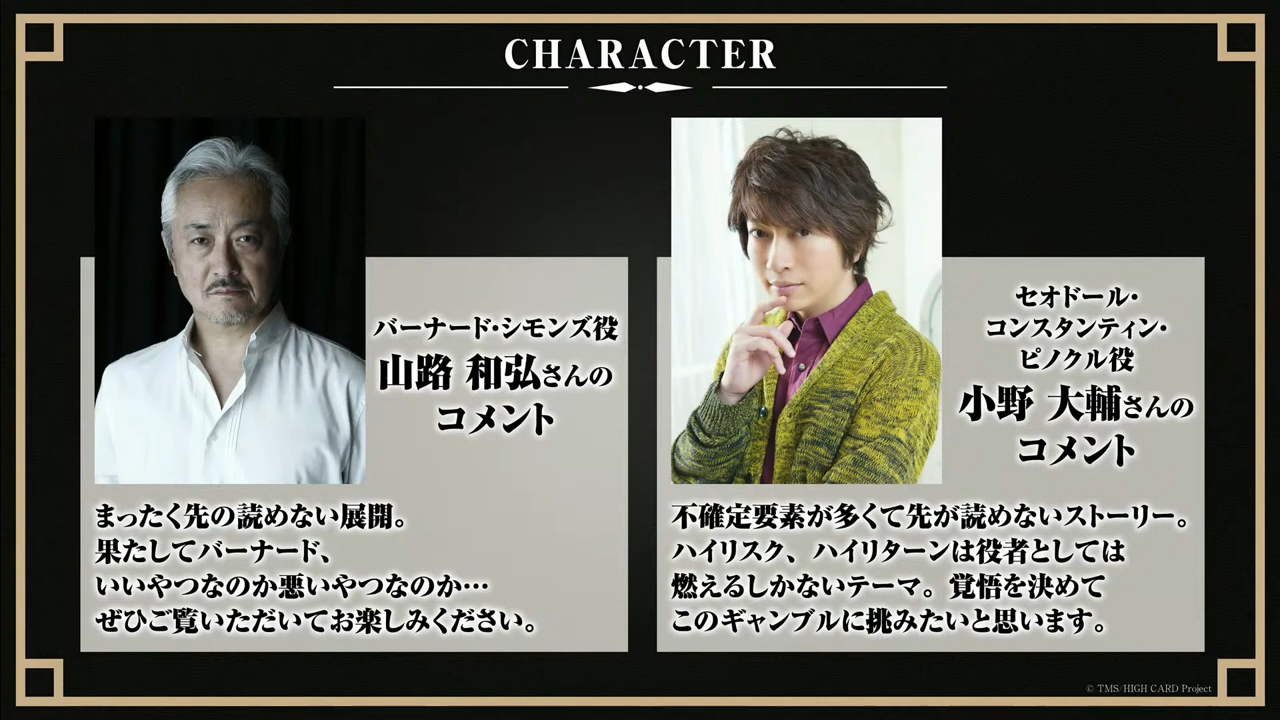 CHARACTER
バーナード・シモンズ役
山路 和弘さんの
コメント
まったく先の読めない展開。
果たしてバーナード、
いいやつなのか悪いやつなのか…
ぜひご覧いただいてお楽しみください。
セオドール・
コンスタンティン・
ピノクル役
小野 大輔さんの
コメント
不確定要素が多くて先が読めないストーリー。
ハイリスク、ハイリターンは役者としては
燃えるしかないテーマ。覚悟を決めて
このギャンブルに挑みたいと思います。
© TMS/HIGH CARD Project